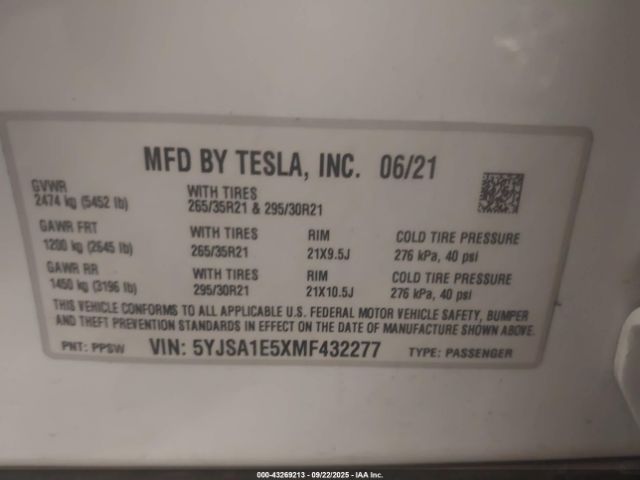 MFD BY TESLA, INC. 06/21
GVWR
2474 kg (5452 lb) WITH TIRES
265/35R21 & 295/30R21
GAWR FRT
1200 kg (2645 lb) WITH TIRES
265/35R21 RIM
21X9.5J COLD TIRE PRESSURE
276 kPa, 40 psi
GAWR RR
1450 kg (3196 lb) WITH TIRES
295/30R21 RIM
21X10.5J COLD TIRE PRESSURE
276 kPa, 40 psi
THIS VEHICLE CONFORMS TO ALL APPLICABLE U.S. FEDERAL MOTOR VEHICLE SAFETY, BUMPER
AND THEFT PREVENTION STANDARDS IN EFFECT ON THE DATE OF MANUFACTURE SHOWN ABOVE.
PNT: PPSW VIN: 5YJSA1E5XMF432277 TYPE: PASSENGER
000-43269213 - 09/22/2025 - IAA Inc.